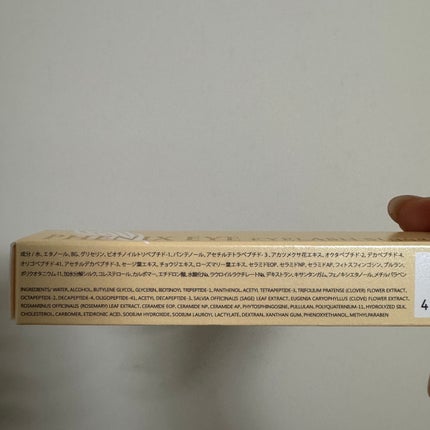 EYE EYELASH
成分/水、エタノール、BG、グリセリン、ビオチノイルトリペプチド-1、パンテノール、アセチルテトラペプチド-3、アカツメクサ花エキス、オクタペプチド-2、デカペプチド-4、
オリゴペプチド-41、アセチルデカペプチド-3、セージ葉エキス、チョウジエキス、ローズマリー葉エキス、セラミドEOP、セラミドNP、セラミドAP、フィトスフィンゴシン、プルラン、
ポリクオタニウム-11、加水分解シルク、コレステロール、カルボマー、エチドロン酸、水酸化Na、ラウロイルラクチレートNa、デキストラン、キサンタンガム、フェノキシエタノール、メチルパラベン
INGREDIENTS/ WATER, ALCOHOL, BUTYLENE GLYCOL, GLYCERIN, BIOTINOYL TRIPEPTIDE-1, PANTHENOL, ACETYL TETRAPEPTIDE-3, TRIFOLIUM PRATENSE (CLOVER) FLOWER EXTRACT,
OCTAPEPTIDE-2, DECAPEPTIDE-4, OLIGOPEPTIDE-41, ACETYL DECAPEPTIDE-3, SALVIA OFFICINALIS (SAGE) LEAF EXTRACT, EUGENIA CARYOPHYLLUS (CLOVE) FLOWER EXTRACT,
ROSMARINUS OFFICINALIS (ROSEMARY) LEAF EXTRACT, CERAMIDE EOP, CERAMIDE NP, CERAMIDE AP, PHYTOSPHINGOSINE, PULLULAN, POLYQUATERNIUM-11, HYDROLYZED SILK,
CHOLESTEROL, CARBOMER, ETIDRONIC ACID, SODIUM HYDROXIDE, SODIUM LAUROYL LACTYLATE, DEXTRAN, XANTHAN GUM, PHENOXYETHANOL, METHYLPARABEN
4